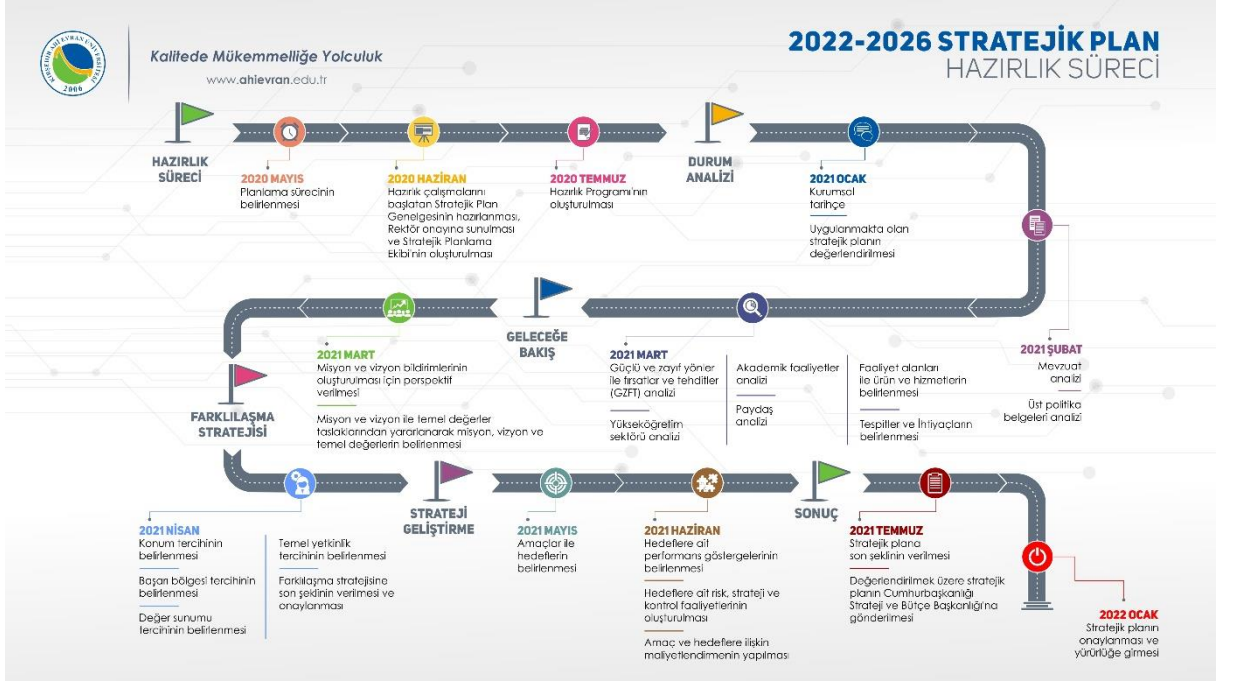 KIRŞEHİR AHİ EVRAN ÜNİVERSİTESİ
2006
Kalitede Mükemmelliğe Yolculuk
www.ahievran.edu.tr
2022-2026 STRATEJİK PLAN
HAZIRLIK SÜRECİ
HAZIRLIK
SÜRECİ
2020 MAYIS
Planlama sürecinin
belirlenmesi
2020 HAZİRAN
Hazırlık çalışmalarını
başlatan Stratejik Plan
Genelgesinin hazırlanması,
Rektör onayına sunulması
ve Stratejik Planlama
Ekibi'nin oluşturulması
2020 TEMMUZ
Hazırlık Programı'nın
oluşturulması
DURUM
ANALİZİ
2021 OCAK
Kurumsal
tarihçe
Uygulanmakta olan
stratejik planın
değerlendirilmesi
2021 ŞUBAT
Mevzuat
analizi
Üst politika
belgeleri analizi
2021 MART
Güçlü ve zayıf yönler
ile fırsatlar ve tehditler
(GZFT) analizi
Yükseköğretim
sektörü analizi
Akademik faaliyetler
analizi
Paydaş
analizi
Faaliyet alanları
ile ürün ve hizmetlerin
belirlenmesi
Tespitler ve İhtiyaçların
belirlenmesi
GELECEĞE
BAKIŞ
2021 MART
Misyon ve vizyon bildirimlerinin
oluşturulması için perspektif
verilmesi
Misyon ve vizyon ile temel değerler
taslaklarından yararlanarak misyon, vizyon ve
temel değerlerin belirlenmesi
FARKLILAŞMA
STRATEJİSİ
2021 NİSAN
Konum tercihinin
belirlenmesi
Başarı bölgesi tercihinin
belirlenmesi
Değer sunumu
tercihinin belirlenmesi
Temel yetkinlik
tercihinin belirlenmesi
Farklılaşma stratejisine
son şeklinin verilmesi ve
onaylanması
STRATEJİ
GELİŞTİRME
2021 MAYIS
Amaçlar ile
hedeflerin
belirlenmesi
2021 HAZİRAN
Hedeflere ait
performans göstergelerinin
belirlenmesi
Hedeflere ait risk, strateji ve
kontrol faaliyetlerinin
oluşturulması
Amaç ve hedeflere ilişkin
maliyetlendirmenin yapılması
SONUÇ
2021 TEMMUZ
Stratejik plana
son şeklinin verilmesi
Değerlendirilmek üzere stratejik
planın Cumhurbaşkanlığı
Strateji ve Bütçe Başkanlığı'na
gönderilmesi
2022 OCAK
Stratejik planın
onaylanması ve
yürürlüğe girmesi